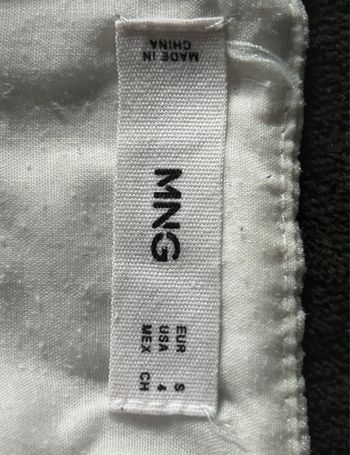 MADE IN
CHINA
MNG
EUR S
USA 4
MEX CH